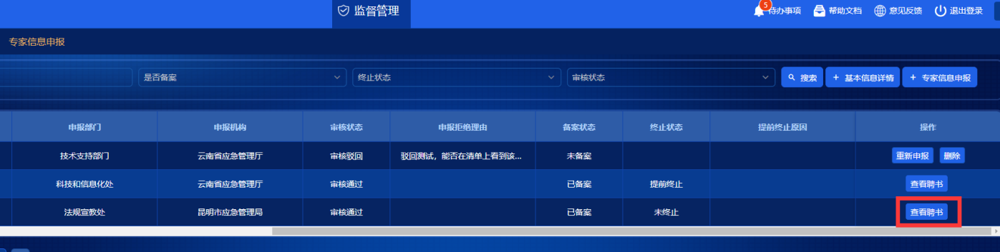 监督管理
5
待办事项 帮助文档 意见反馈 退出登录
专家信息申报
是否备案 终止状态 审核状态 搜索 + 基本信息详情 + 专家信息申报
申报部门 申报机构 审核状态 申报拒绝理由 备案状态 终止状态 提前终止原因 操作
技术支持部门 云南省应急管理厅 审核驳回 驳回测试，能否在清单上看到该... 未备案 重新申报 删除
科技和信息化处 云南省应急管理厅 审核通过 已备案 提前终止 查看聘书
法规宣教处 昆明市应急管理局 审核通过 已备案 未终止 查看聘书